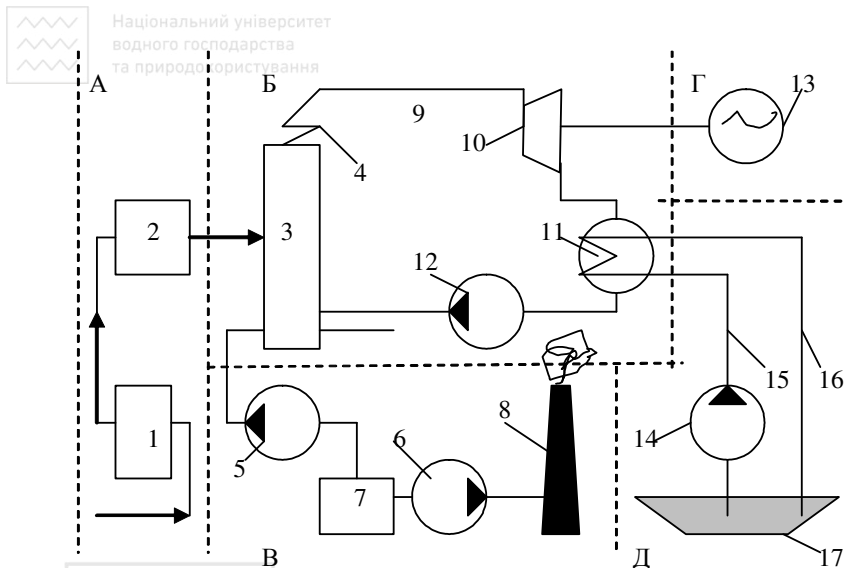 Національний університет
водного господарства
та природокористування
А
Б
Г
13
9
10
4
2
3
11
12
15
16
1
5
6
8
14
7
В
Д
17